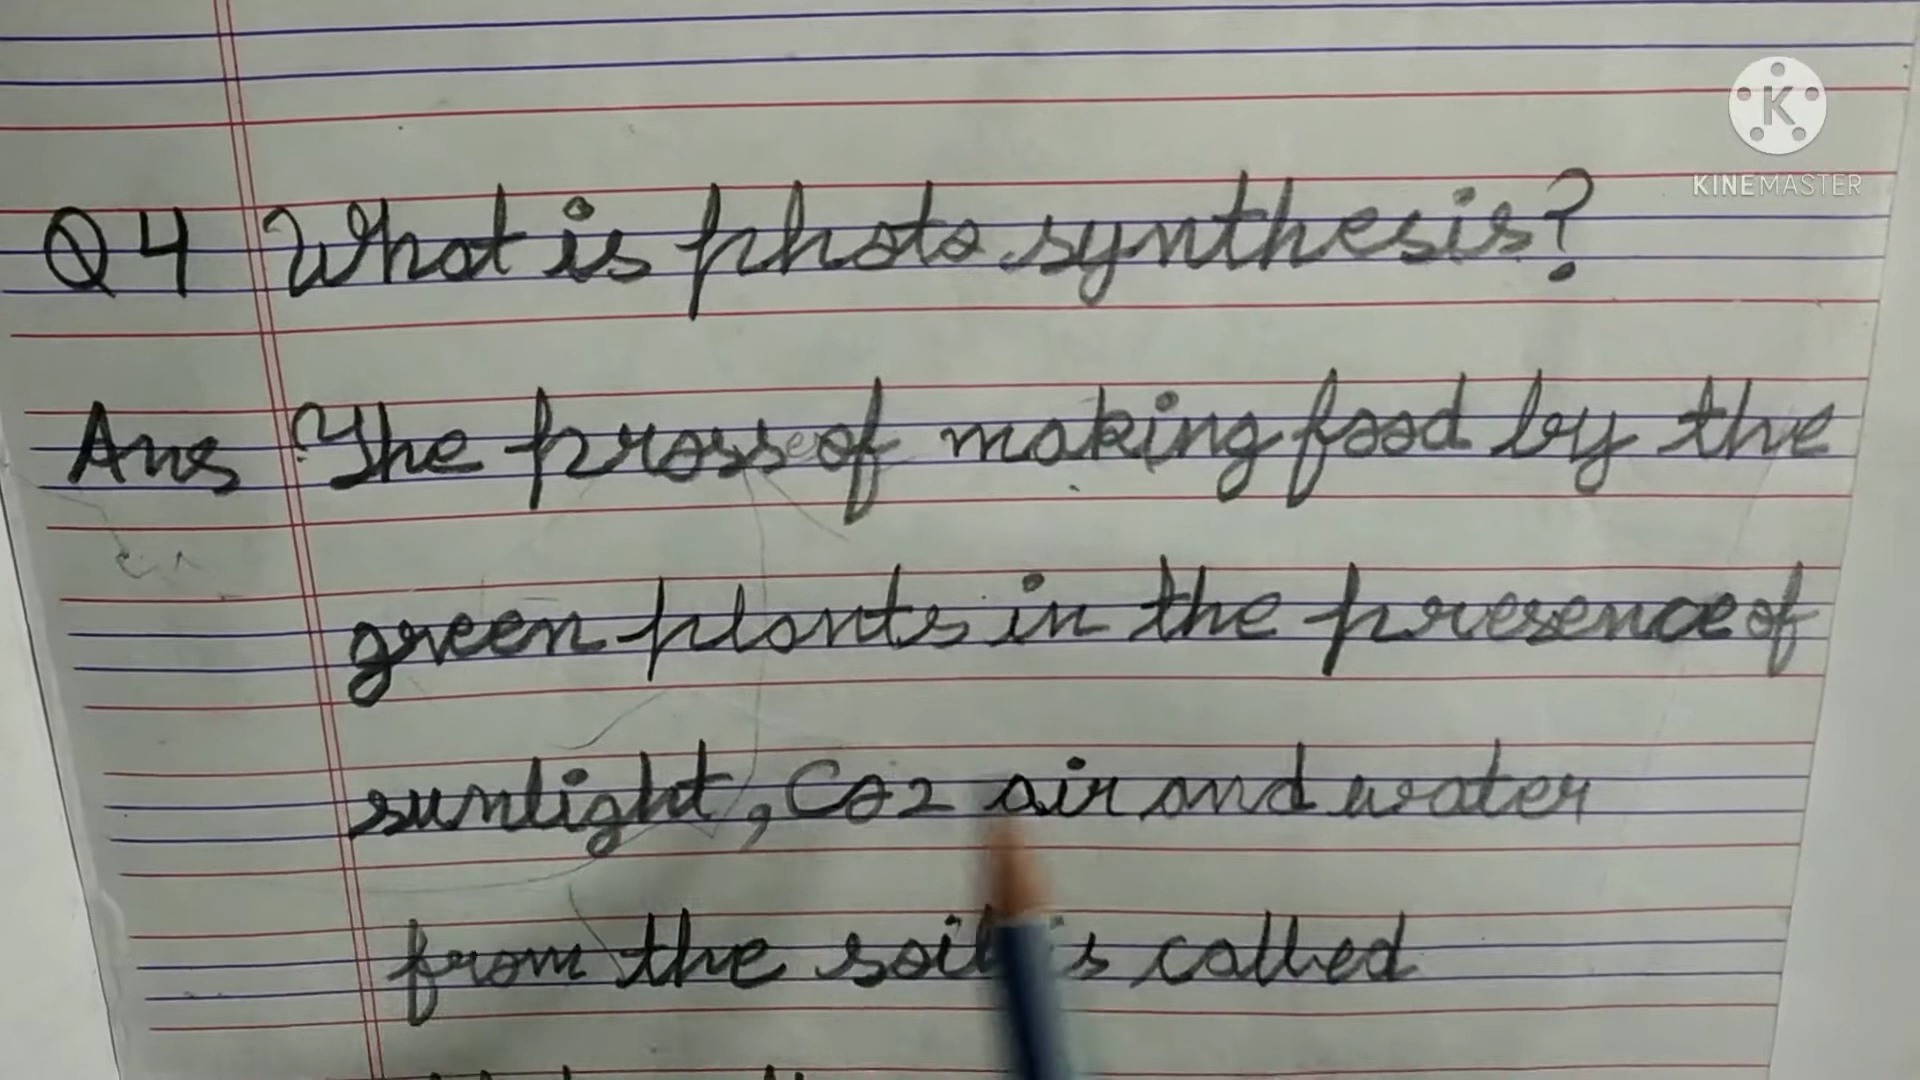 KINEMASTER
Q4 What is photo synthesis?
Ans The pross of making food by the
green plants in the presence of
sunlight, Co2 air and water
from the soil is called